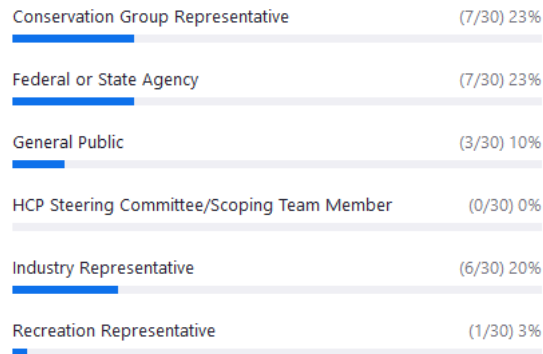 Conservation Group Representative (7/30) 23%
Federal or State Agency (7/30) 23%
General Public (3/30) 10%
HCP Steering Committee/Scoping Team Member (0/30) 0%
Industry Representative (6/30) 20%
Recreation Representative (1/30) 3%